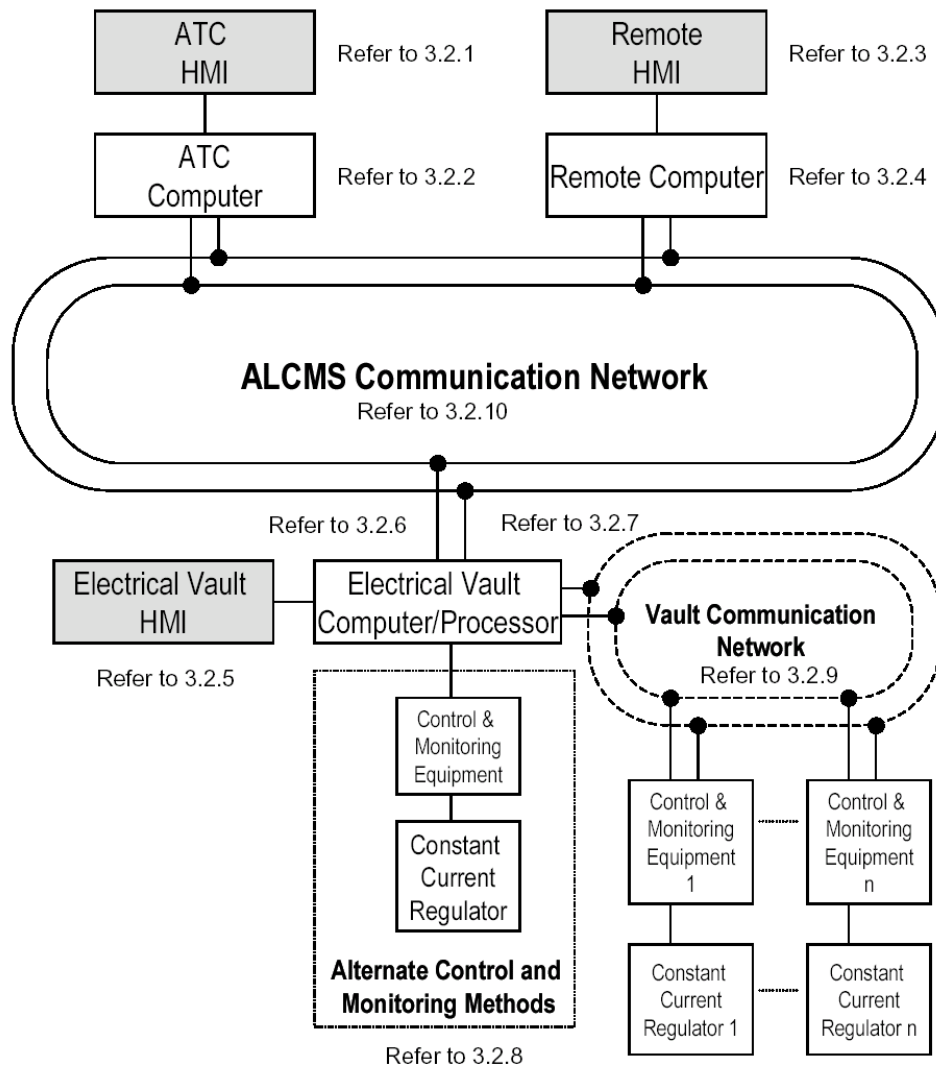 ATC
HMI
Refer to 3.2.1
Remote
HMI
Refer to 3.2.3
ATC
Computer
Refer to 3.2.2
Remote Computer
Refer to 3.2.4
ALCMS Communication Network
Refer to 3.2.10
Refer to 3.2.6
Refer to 3.2.7
Electrical Vault
HMI
Refer to 3.2.5
Electrical Vault
Computer/Processor
Vault Communication
Network
Refer to 3.2.9
Control &
Monitoring
Equipment
Constant
Current
Regulator
Alternate Control and
Monitoring Methods
Refer to 3.2.8
Control &
Monitoring
Equipment
1
Control &
Monitoring
Equipment
n
Constant
Current
Regulator 1
Constant
Current
Regulator n